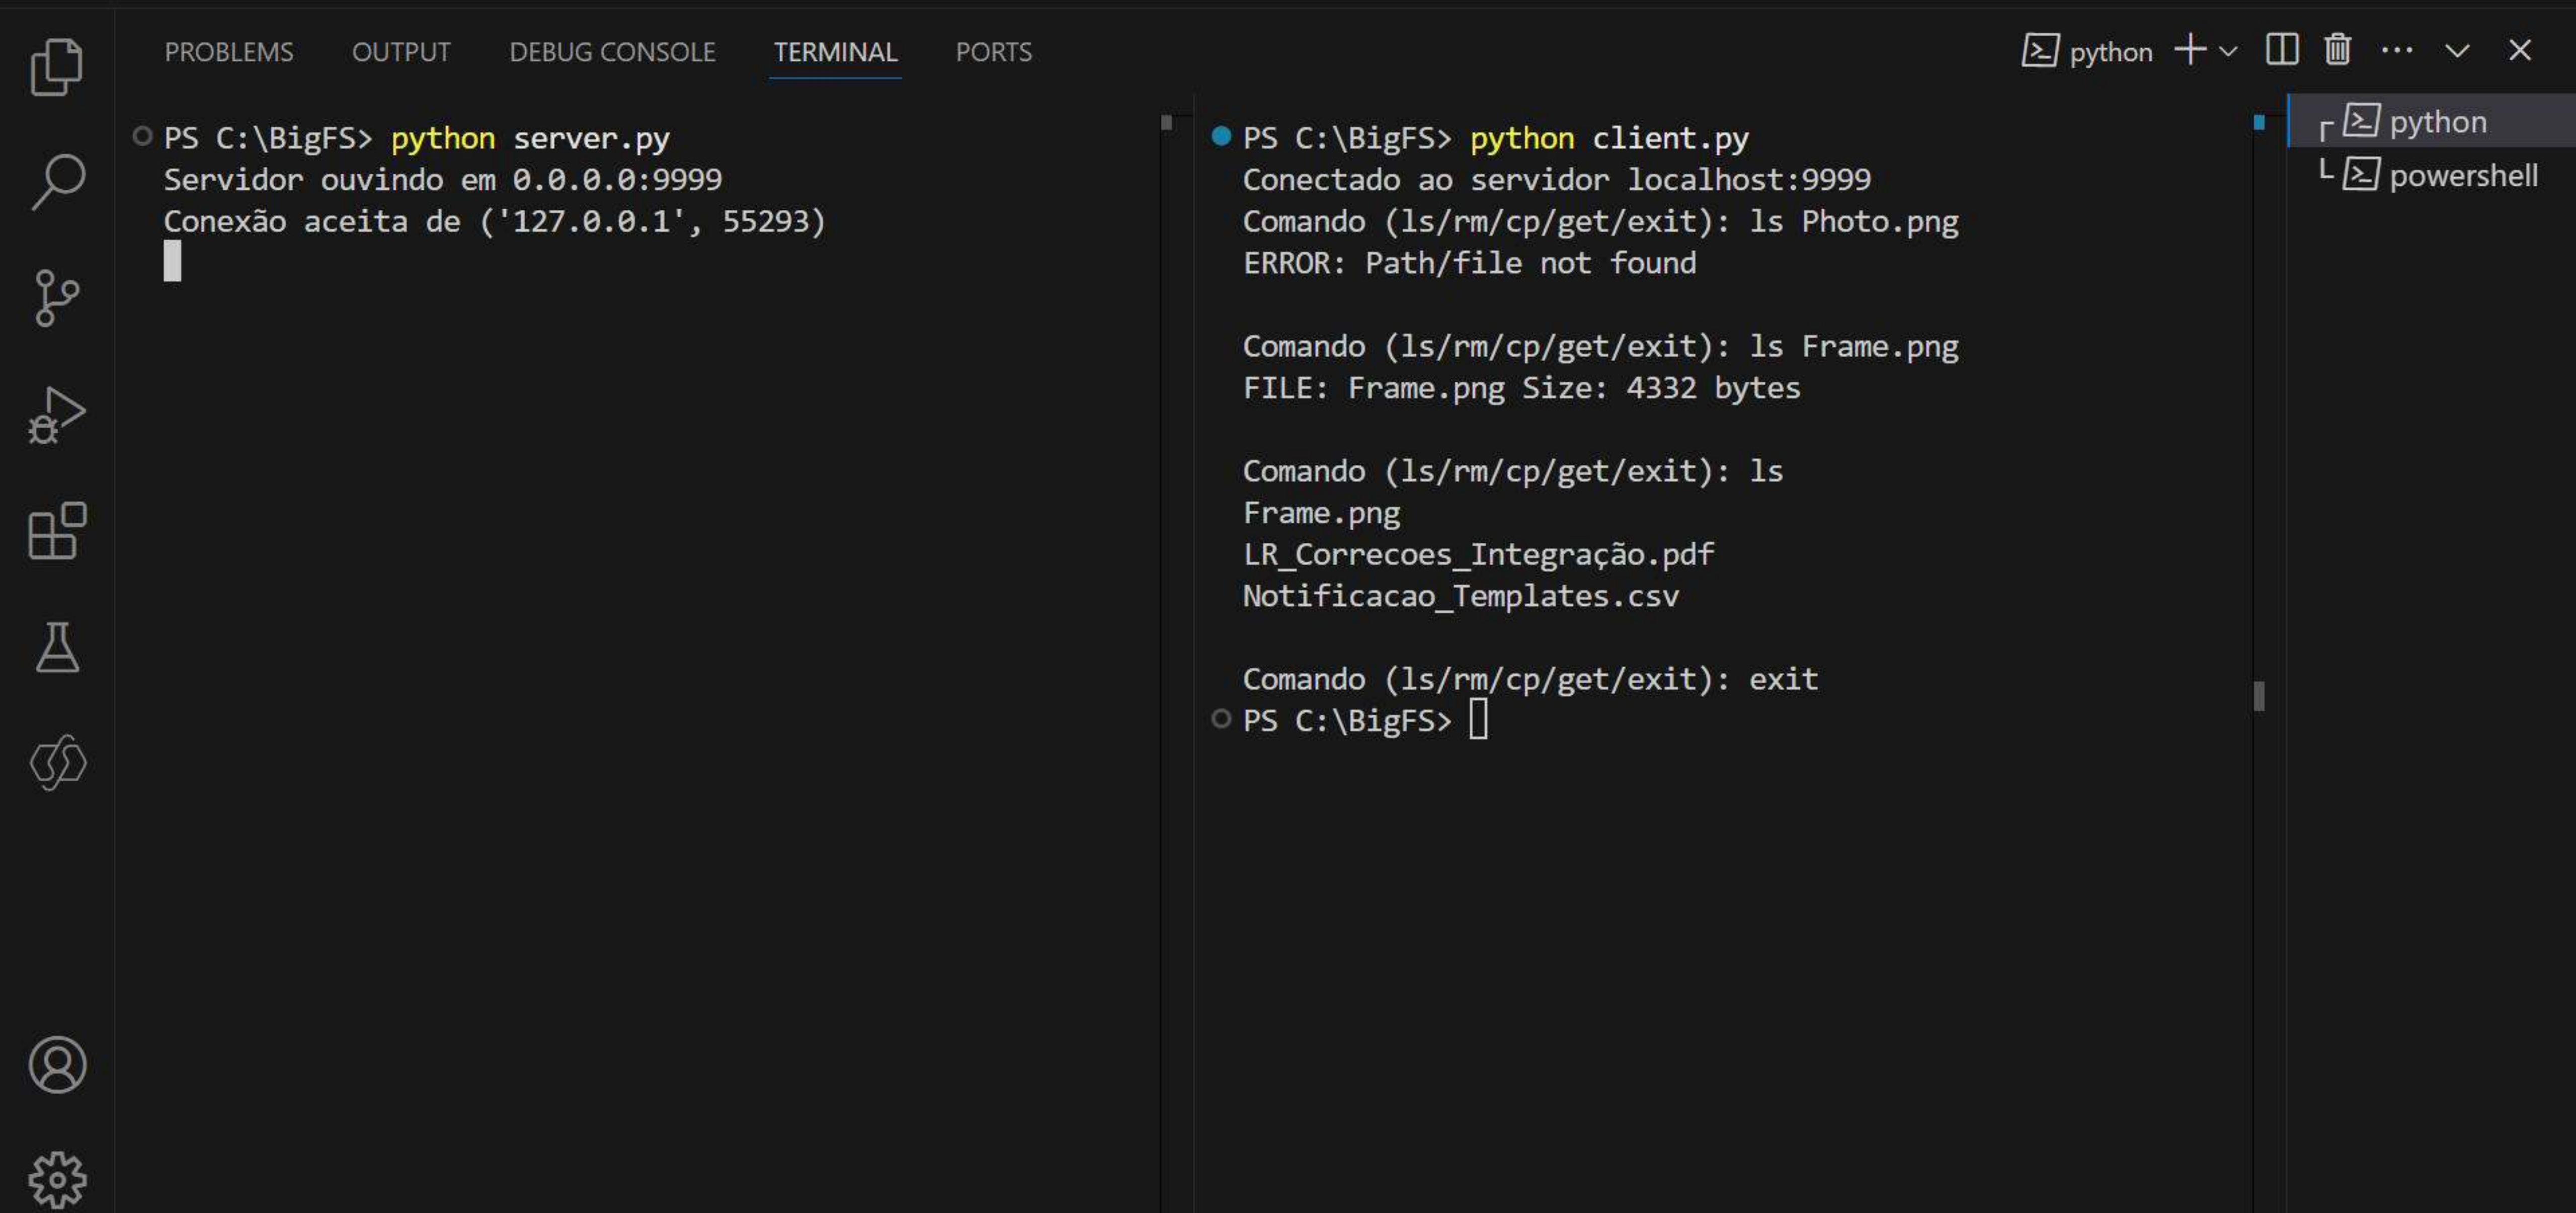 PROBLEMS OUTPUT DEBUG CONSOLE TERMINAL PORTS python
PS C:\BigFS> python server.py
Servidor ouvindo em 0.0.0.0:9999
Conexão aceita de ('127.0.0.1', 55293)
PS C:\BigFS> python client.py
Conectado ao servidor localhost:9999
Comando (ls/rm/cp/get/exit): ls Photo.png
ERROR: Path/file not found
Comando (ls/rm/cp/get/exit): ls Frame.png
FILE: Frame.png Size: 4332 bytes
Comando (ls/rm/cp/get/exit): ls
Frame.png
LR_Correcoes_Integração.pdf
Notificacao_Templates.csv
Comando (ls/rm/cp/get/exit): exit
PS C:\BigFS>
python
powershell